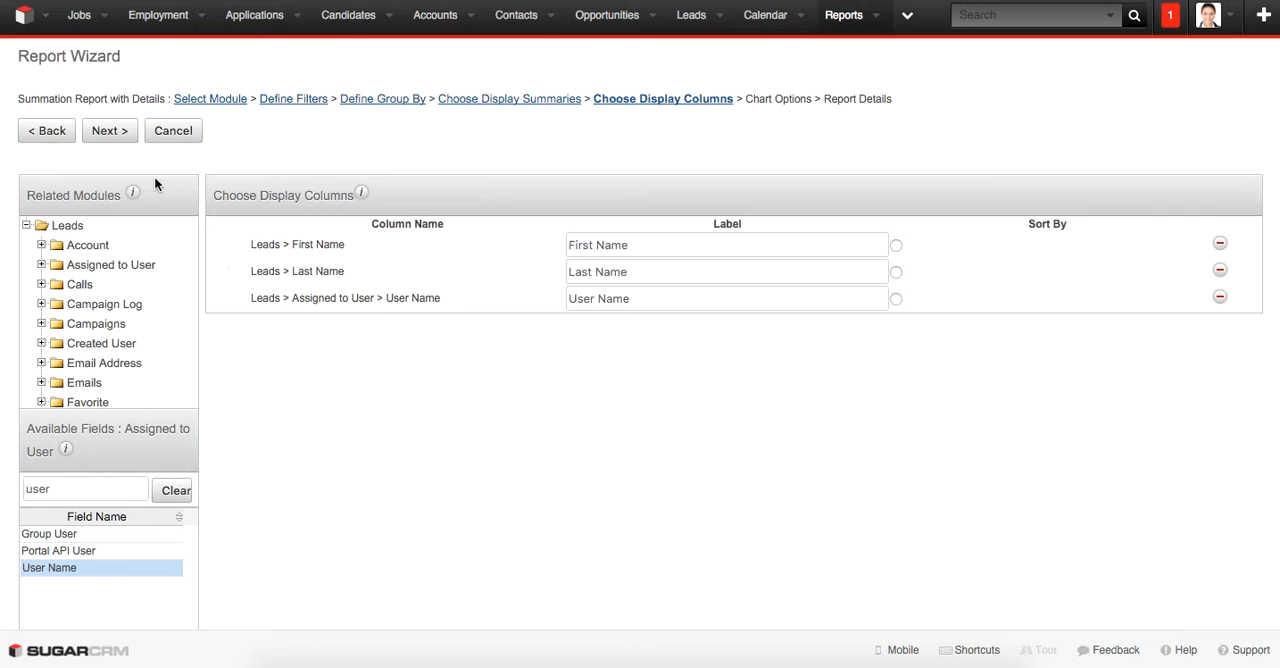 Jobs Employment Applications Candidates Accounts Contacts Opportunities Leads Calendar Reports Search 1
Report Wizard
Summation Report with Details : Select Module > Define Filters > Define Group By > Choose Display Summaries > Choose Display Columns > Chart Options > Report Details
< Back Next > Cancel
Related Modules i
Leads
Account
Assigned to User
Calls
Campaign Log
Campaigns
Created User
Email Address
Emails
Favorite
Available Fields : Assigned to
User i
user Clear
Field Name
Group User
Portal API User
User Name
Choose Display Columns i
Column Name Label Sort By
Leads > First Name First Name
Leads > Last Name Last Name
Leads > Assigned to User > User Name User Name
SUGARCRM Mobile Shortcuts Tour Feedback Help Support